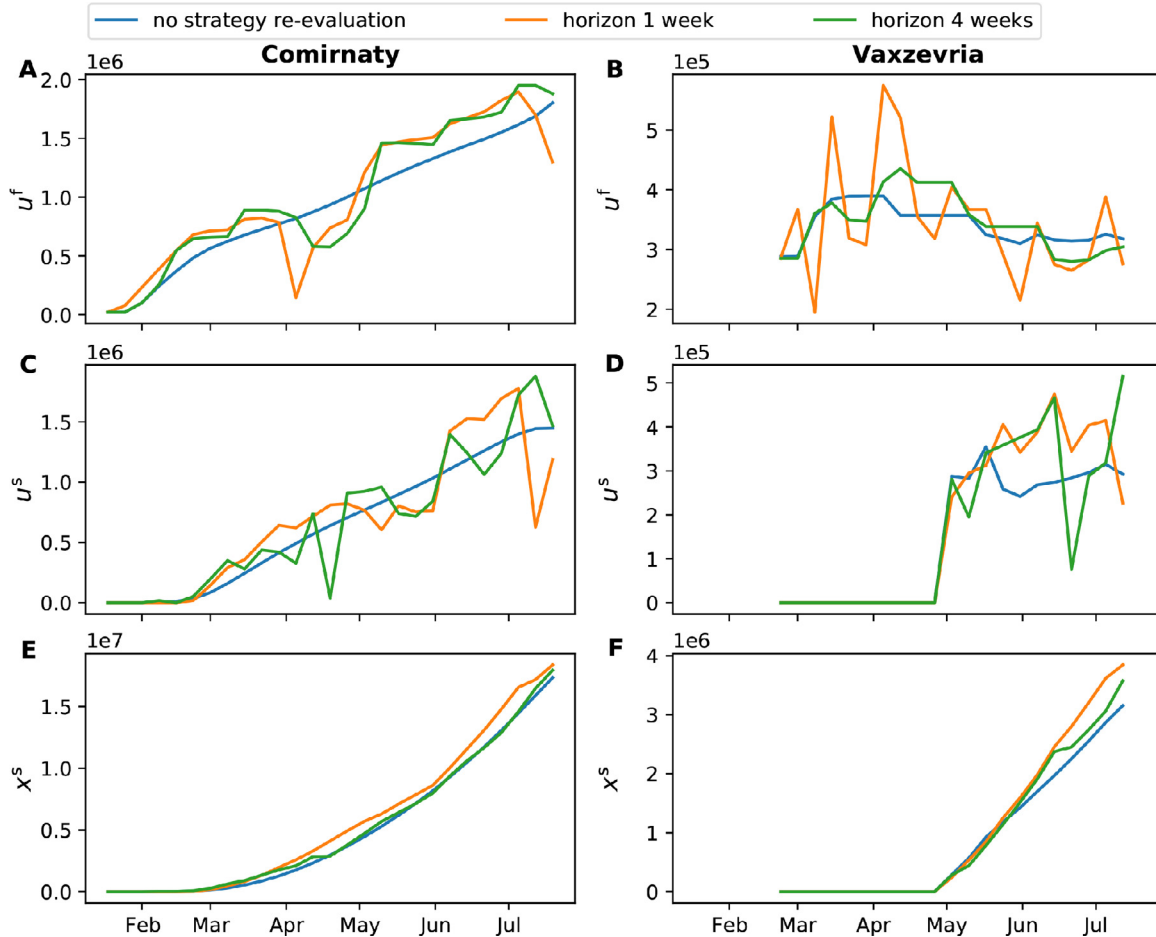 no strategy re-evaluation horizon 1 week horizon 4 weeks
Comirnaty Vaxzevria
A 1e6
2.0
1.5
1.0
0.5
0.0
u^f
B 1e5
5
4
3
2
u^f
C 1e6
1.5
1.0
0.5
0.0
u^s
D 1e5
5
4
3
2
1
0
u^s
E 1e7
1.5
1.0
0.5
0.0
x^s
Feb Mar Apr May Jun Jul
F 1e6
4
3
2
1
0
x^s
Feb Mar Apr May Jun Jul